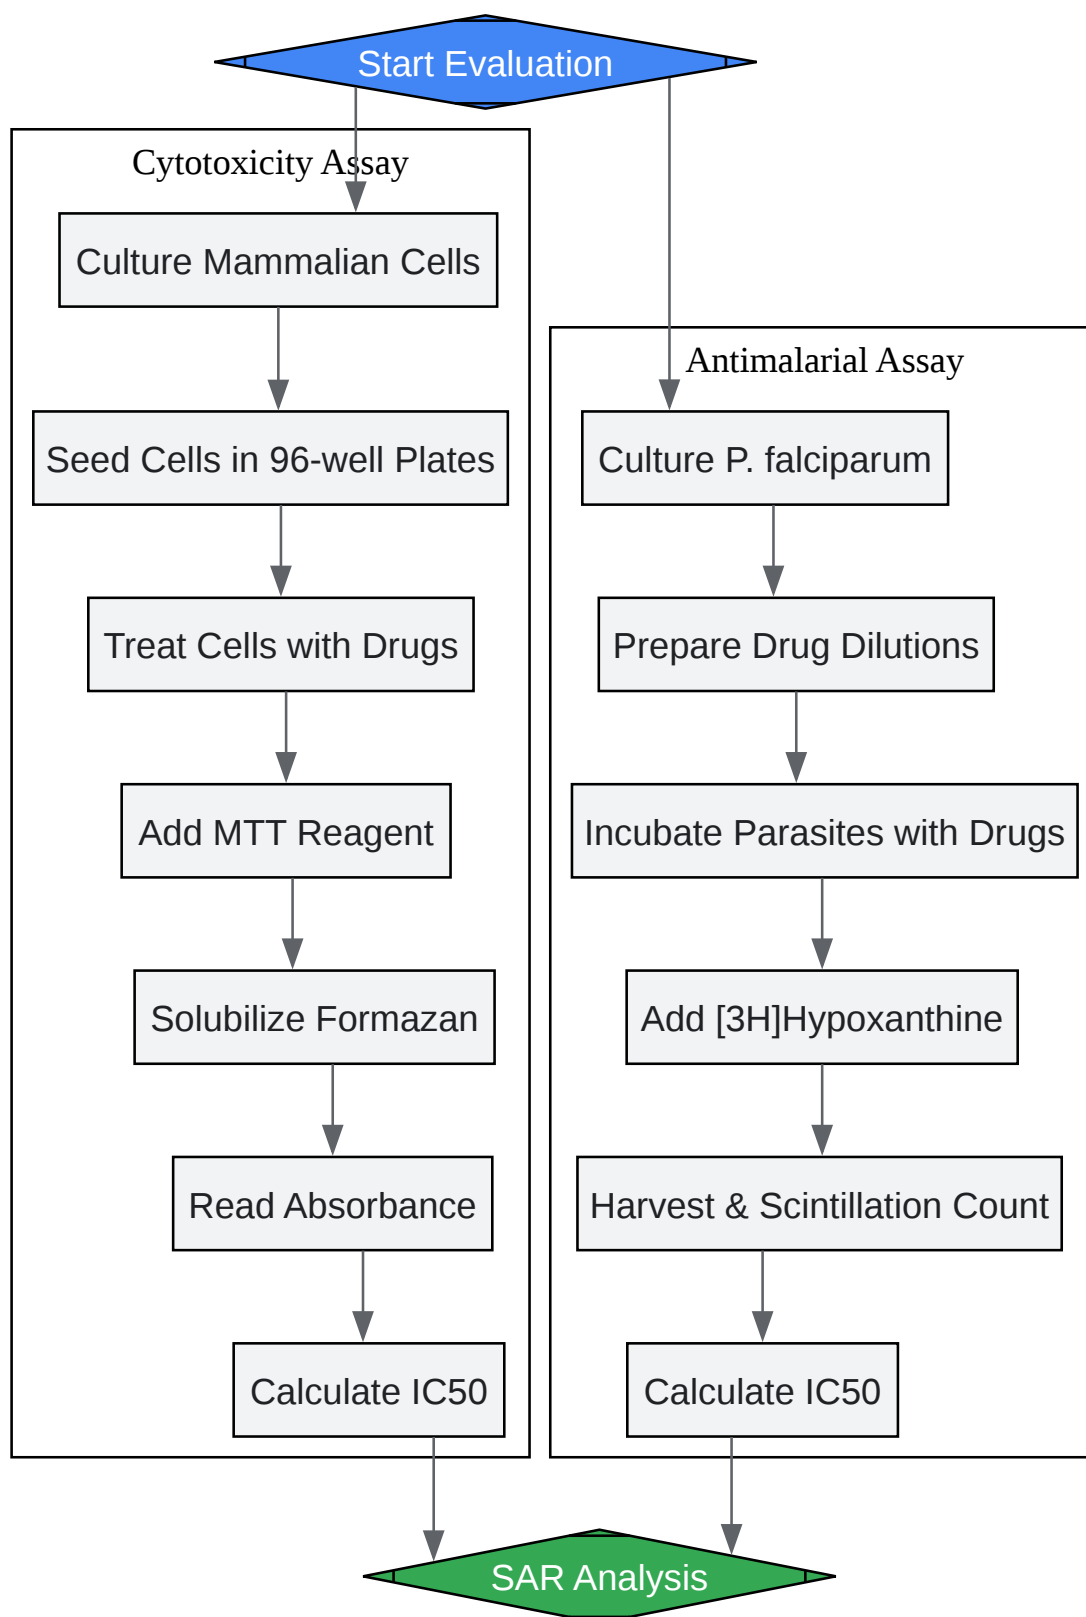 Start Evaluation
Cytotoxicity Assay
Culture Mammalian Cells
Seed Cells in 96-well Plates
Treat Cells with Drugs
Add MTT Reagent
Solubilize Formazan
Read Absorbance
Calculate IC50
Antimalarial Assay
Culture P. falciparum
Prepare Drug Dilutions
Incubate Parasites with Drugs
Add [3H]Hypoxanthine
Harvest & Scintillation Count
Calculate IC50
SAR Analysis